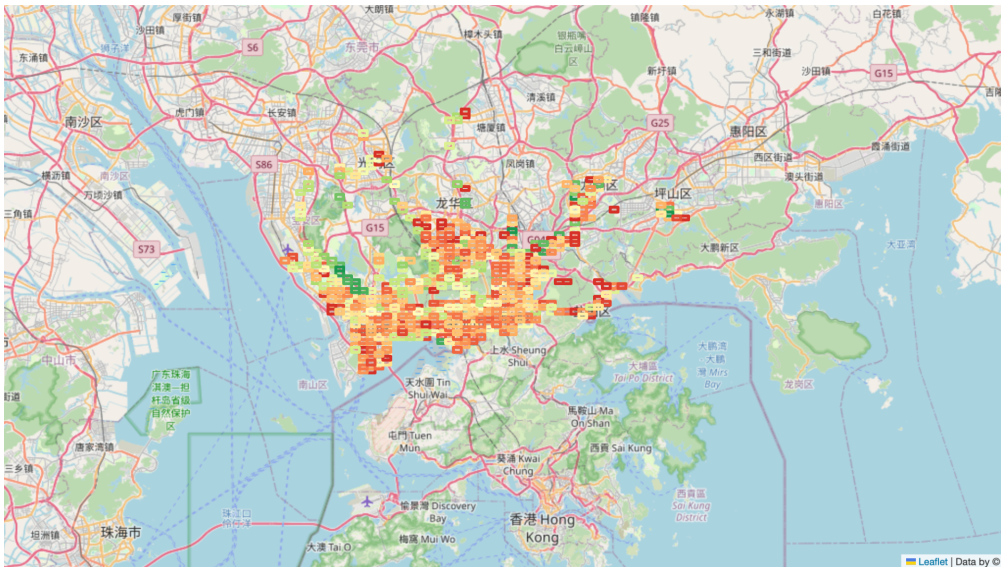 厚街镇
大朗镇
樟木头镇
镇隆镇
永湖镇
白花镇
狮子洋
沙田镇
S6
东莞市
银瓶嘴
白云嶂山
区
东涌镇
三和街道
新圩镇
沙田镇
G15
清溪镇
虎门镇
长安镇
南沙区
塘厦镇
G25
惠阳区
霞涌街道
S86
凤岗镇
西区街道
横沥镇
南沙区
澳头街道
万顷沙镇
坪山区
惠阳区
三角镇
龙华
G15
S73
大鹏新区
大亚湾
中山市
上水 Sheung
Shui
大鹏湾
大鹏
灣 Mirs
Bay
广东珠海
淇澳—担
杆岛省级
自然保护
区
南山区
天水圍 Tin
Shui Wai
大埔區
Tai Po District
龙岗区
街道
馬鞍山 Ma
On Shan
唐家湾镇
屯門 Tuen
Mun
西貢 Sai Kung
三乡镇
葵涌 Kwai
Chung
西貢區
Sai Kung
District
愉景灣 Discovery
Bay
珠江口
香港 Hong
Kong
坦洲镇
珠海市
梅窩 Mui Wo
大澳 Tai O
Leaflet | Data by ©